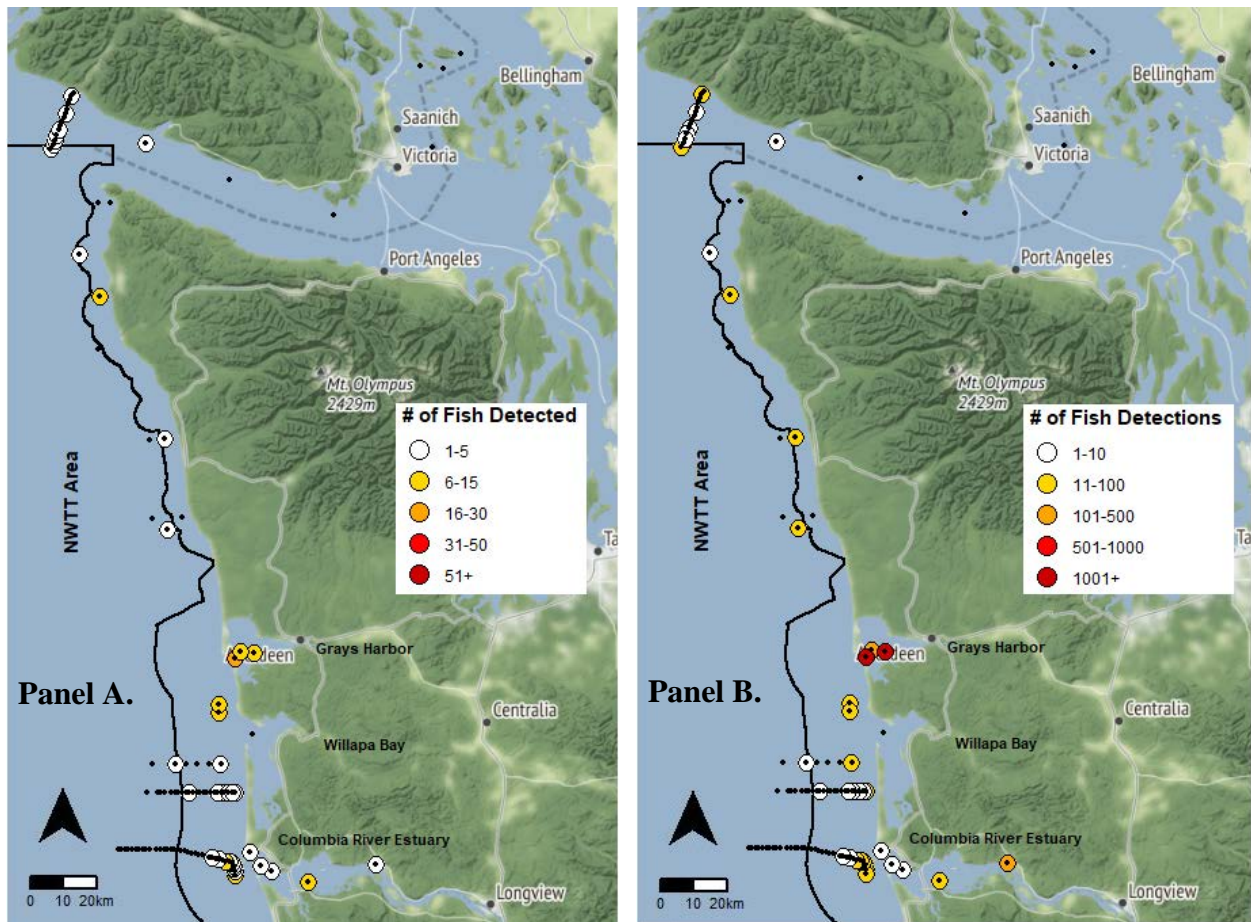 Bellingham
Saanich
Victoria
Port Angeles
Mt. Olympus
2429m
# of Fish Detected
1-5
6-15
16-30
31-50
51+
NWTT Area
Grays Harbor
Panel A.
Centralia
Willapa Bay
Columbia River Estuary
Longview
0 10 20km
Bellingham
Saanich
Victoria
Port Angeles
Mt. Olympus
2429m
# of Fish Detections
1-10
11-100
101-500
501-1000
1001+
NWTT Area
Grays Harbor
Panel B.
Centralia
Willapa Bay
Columbia River Estuary
Longview
0 10 20km